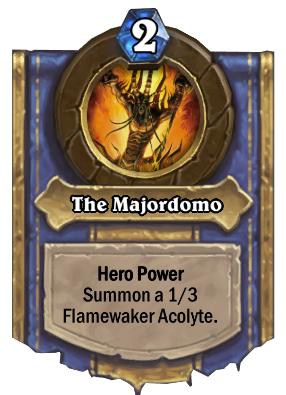 2
The Majordomo
Hero Power
Summon a 1/3
Flamewaker Acolyte.